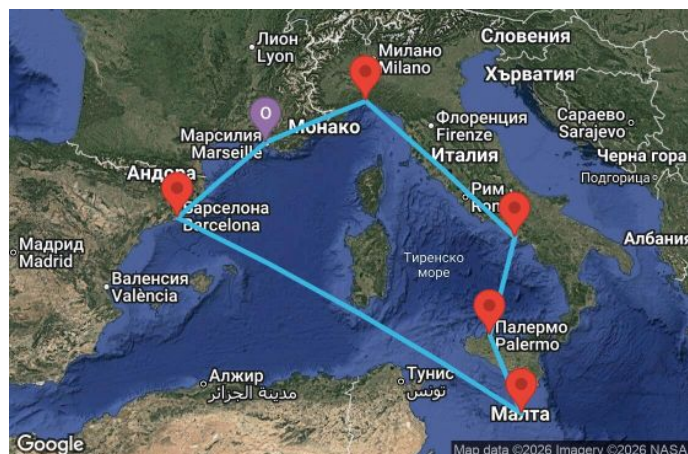 Лион
Lyon
Милано
Milano
Словения
Хърватия
O
Марсилия
Marseille
Монако
Флоренция
Firenze
Италия
Сараево
Sarajevo
Черна гора
Подгорица
Андора
Барселона
Barcelona
Рим
Мадрид
Madrid
Валенсия
València
Тиренско
море
Албания
Палермо
Palermo
Алжир
مدينة الجزائر
Тунис
تونس
Малта
Google
Map data ©2026 Imagery ©2026 NASA